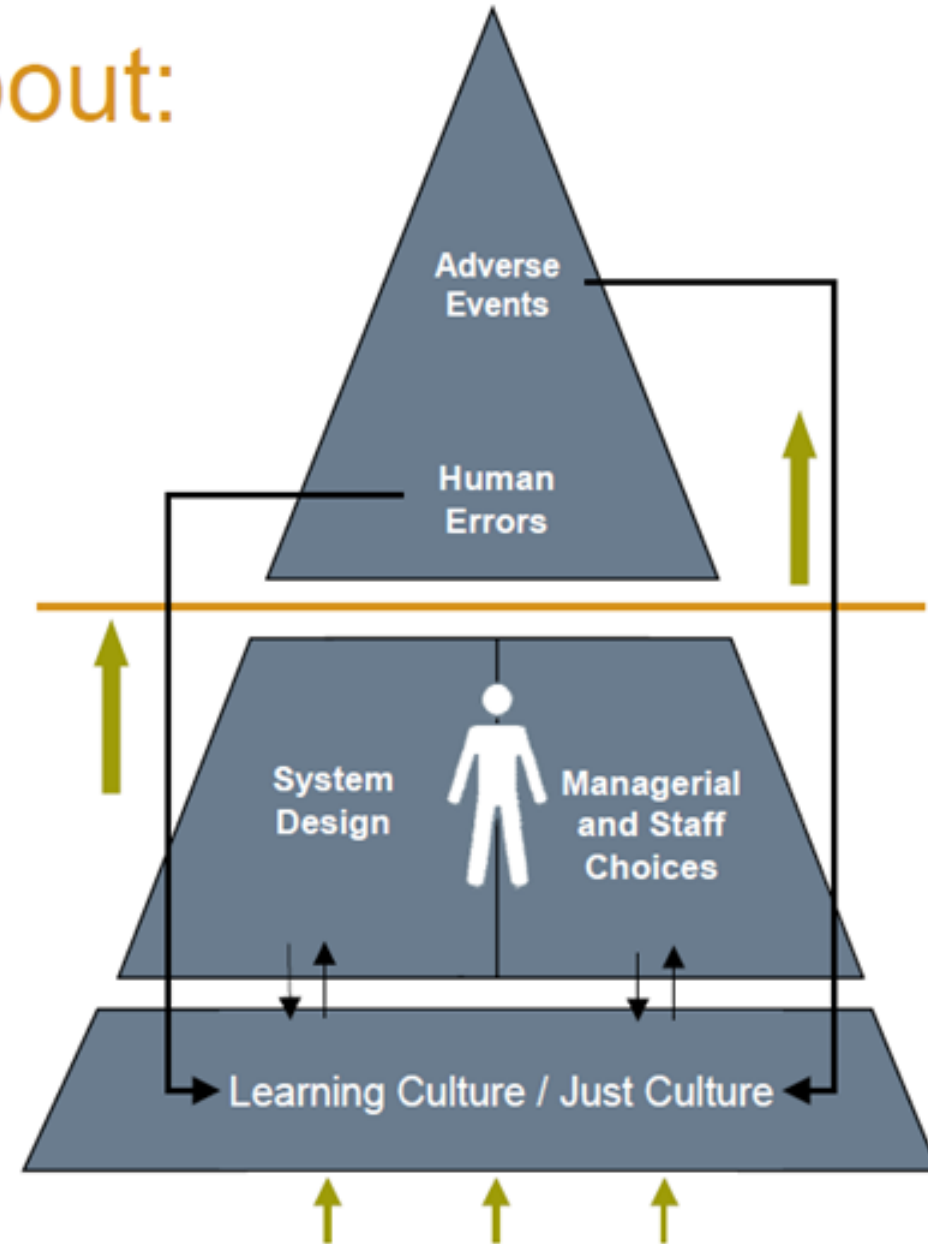 out:
Adverse
Events
Human
Errors
System
Design
Managerial
and Staff
Choices
Learning Culture / Just Culture